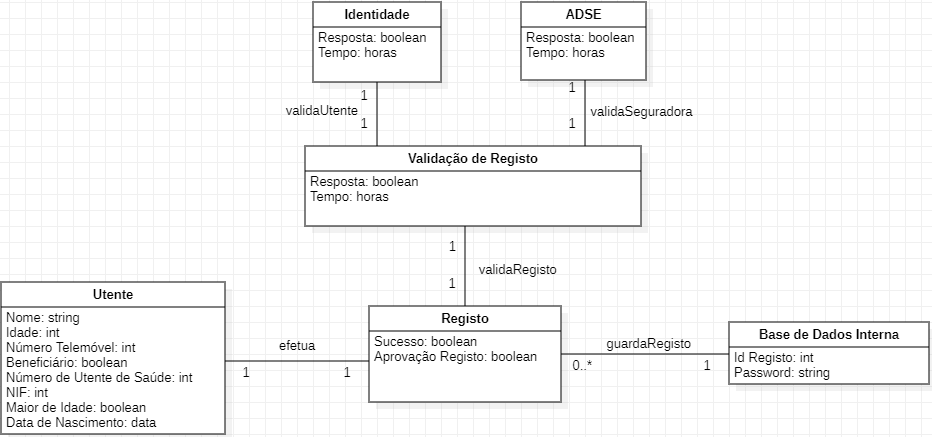 Identidade
Resposta: boolean
Tempo: horas
ADSE
Resposta: boolean
Tempo: horas
1
validaUtente
1
1
validaSeguradora
1
Validação de Registo
Resposta: boolean
Tempo: horas
1
validaRegisto
1
Utente
Nome: string
Idade: int
Número Telemóvel: int
Beneficiário: boolean
Número de Utente de Saúde: int
NIF: int
Maior de Idade: boolean
Data de Nascimento: data
efetua
1
1
Registo
Sucesso: boolean
Aprovação Registo: boolean
guardaRegisto
0..*
1
Base de Dados Interna
Id Registo: int
Password: string